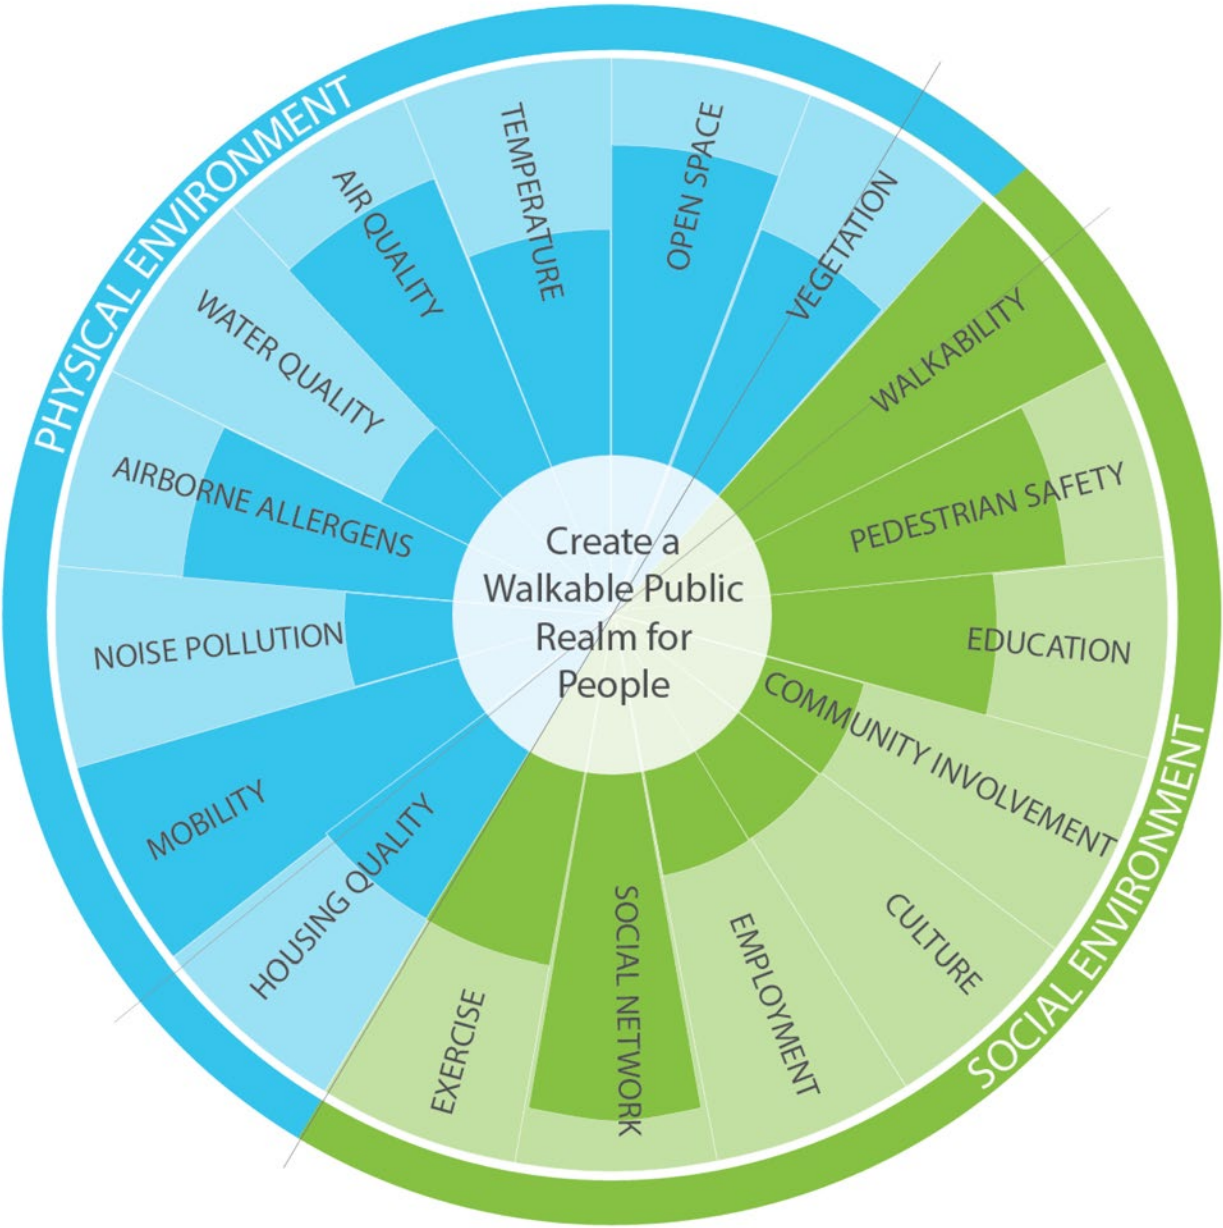 PHYSICAL ENVIRONMENT
TEMPERATURE
OPEN SPACE
VEGETATION
AIR QUALITY
WATER QUALITY
WALKABILITY
AIRBORNE ALLERGENS
PEDESTRIAN SAFETY
NOISE POLLUTION
EDUCATION
Create a
Walkable Public
Realm for
People
COMMUNITY INVOLVEMENT
MOBILITY
HOUSING QUALITY
CULTURE
EMPLOYMENT
SOCIAL NETWORK
EXERCISE
SOCIAL ENVIRONMENT